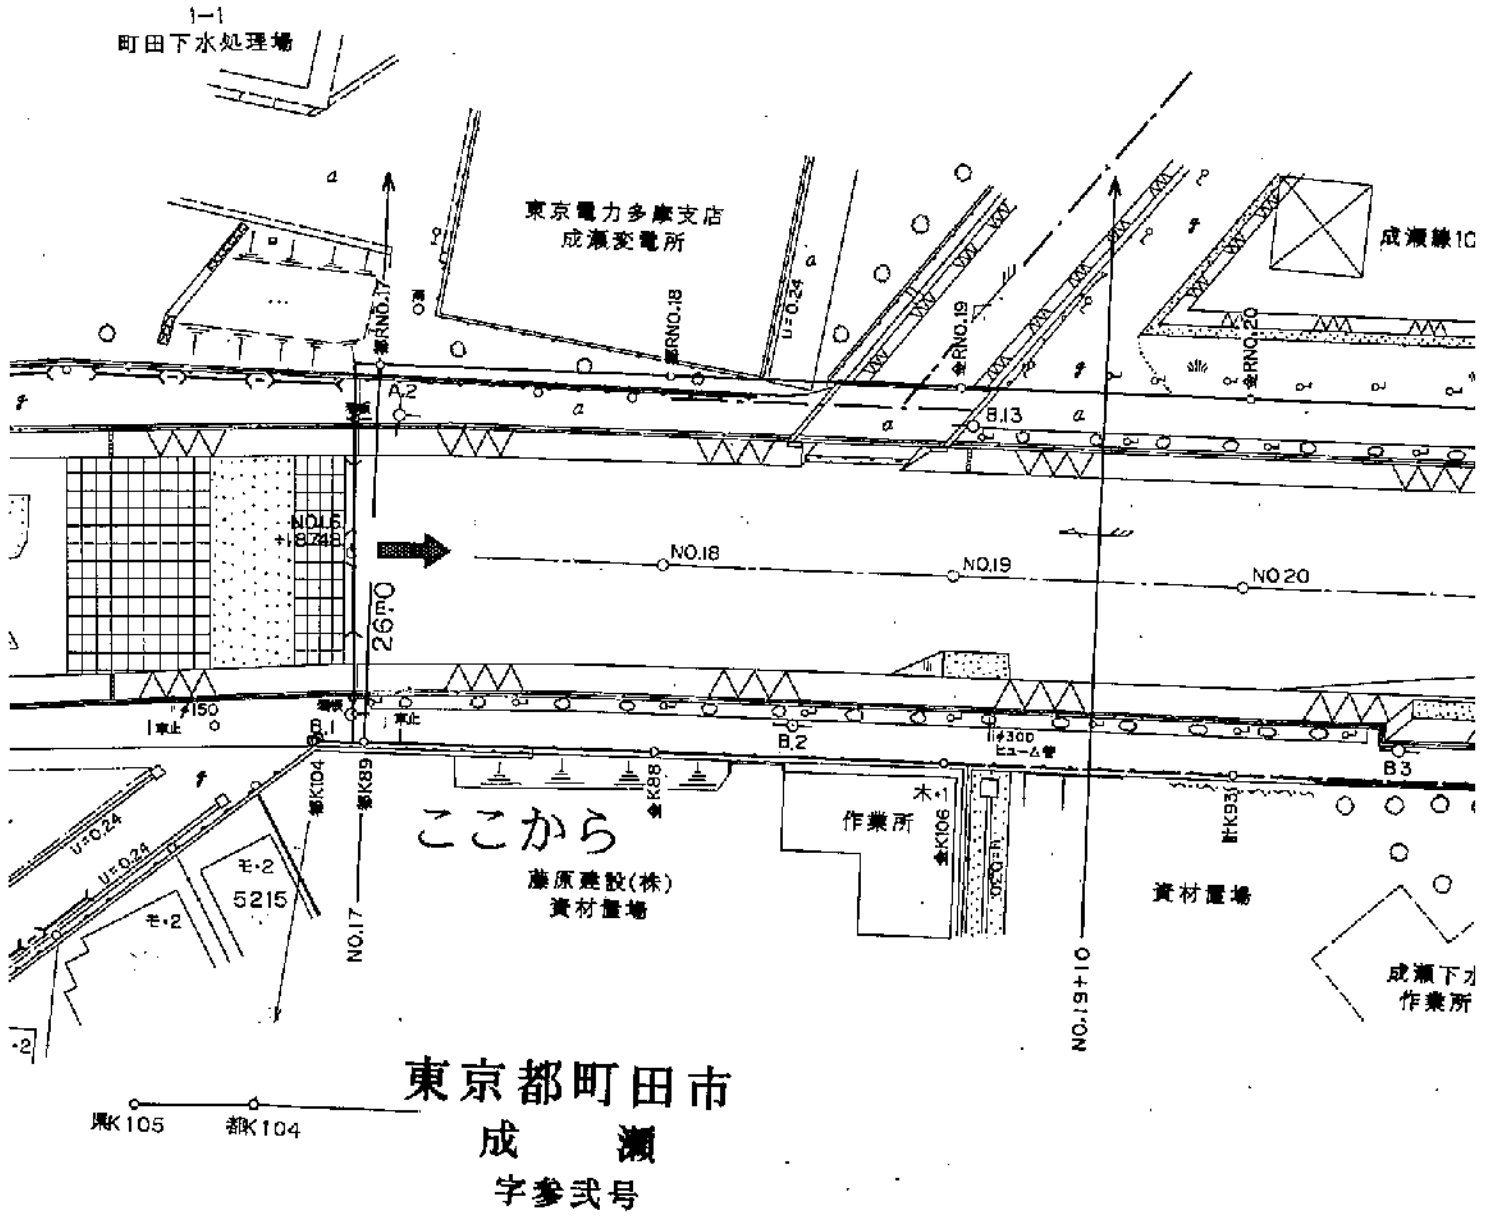 1-1
町田下水処理場
a
東京電力多摩支店
成瀬変電所
a
U=0.24
g
成瀬線10
都RNO.17
都RNO.18
金RNO.19
金RNO.20
g
g
A.2
a
a
B.13
a
NO.16
+18.748
NO.18
NO.19
NO.20
26.0
φ150
車止
B.1
車止
B.2
φ300
ヒューム管
B3
g
都K104
都K89
金K88
木・1
金K106
計K93
U=0.24
U=0.24
ここから
作業所
モ・2
5215
モ・2
藤原建設(株)
資材置場
資材置場
NO.17
NO.19+10
成瀬下水
作業所
・2
東京都町田市
K105
都K104
成 瀬
字参弐号